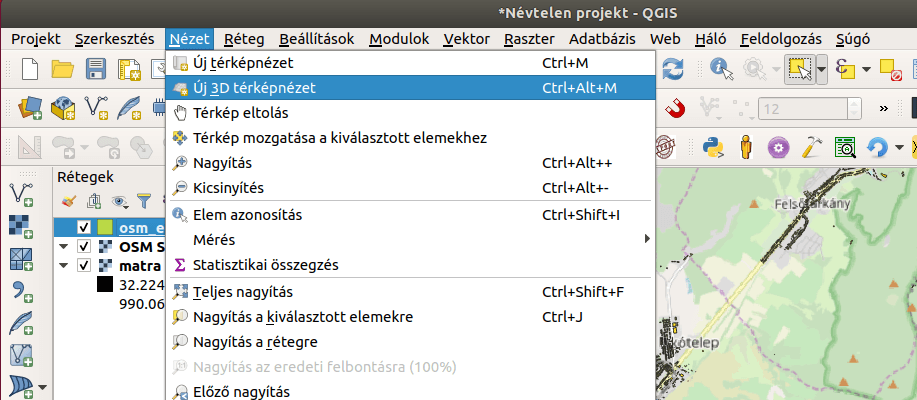 *Névtelen projekt - QGIS
Projekt Szerkesztés Nézet Réteg Beállítások Modulok Vektor Raszter Adatbázis Web Háló Feldolgozás Súgó
Új térképnézet Ctrl+M
Új 3D térképnézet Ctrl+Alt+M
Térkép eltolás
Térkép mozgatása a kiválasztott elemekhez
Nagyítás Ctrl+Alt++
Kicsinyítés Ctrl+Alt+-
Elem azonosítás Ctrl+Shift+I
Mérés
Statisztikai összegzés
Teljes nagyítás Ctrl+Shift+F
Nagyítás a kiválasztott elemekre Ctrl+J
Nagyítás a rétegre
Nagyítás az eredeti felbontásra (100%)
Előző nagyítás
12
»
Rétegek
osm_e
OSM S
matra
32.224
990.06
kótelep